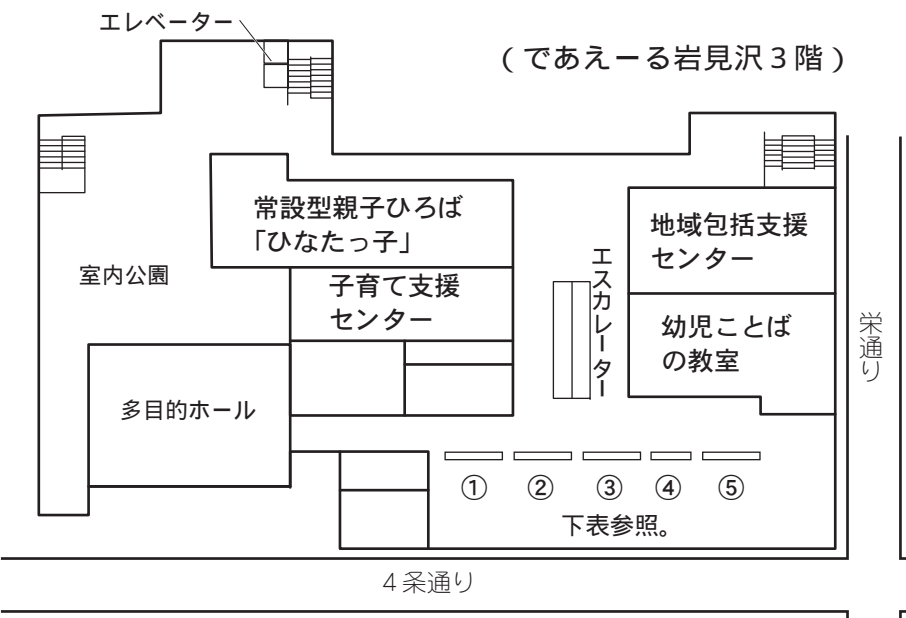 エレベーター
(であえーる岩見沢3階)
常設型親子ひろば
「ひなたっ子」
地域包括支援
センター
室内公園
子育て支援
センター
エスカレーター
幼児ことば
の教室
栄通り
多目的ホール
① ② ③ ④ ⑤
下表参照。
4条通り